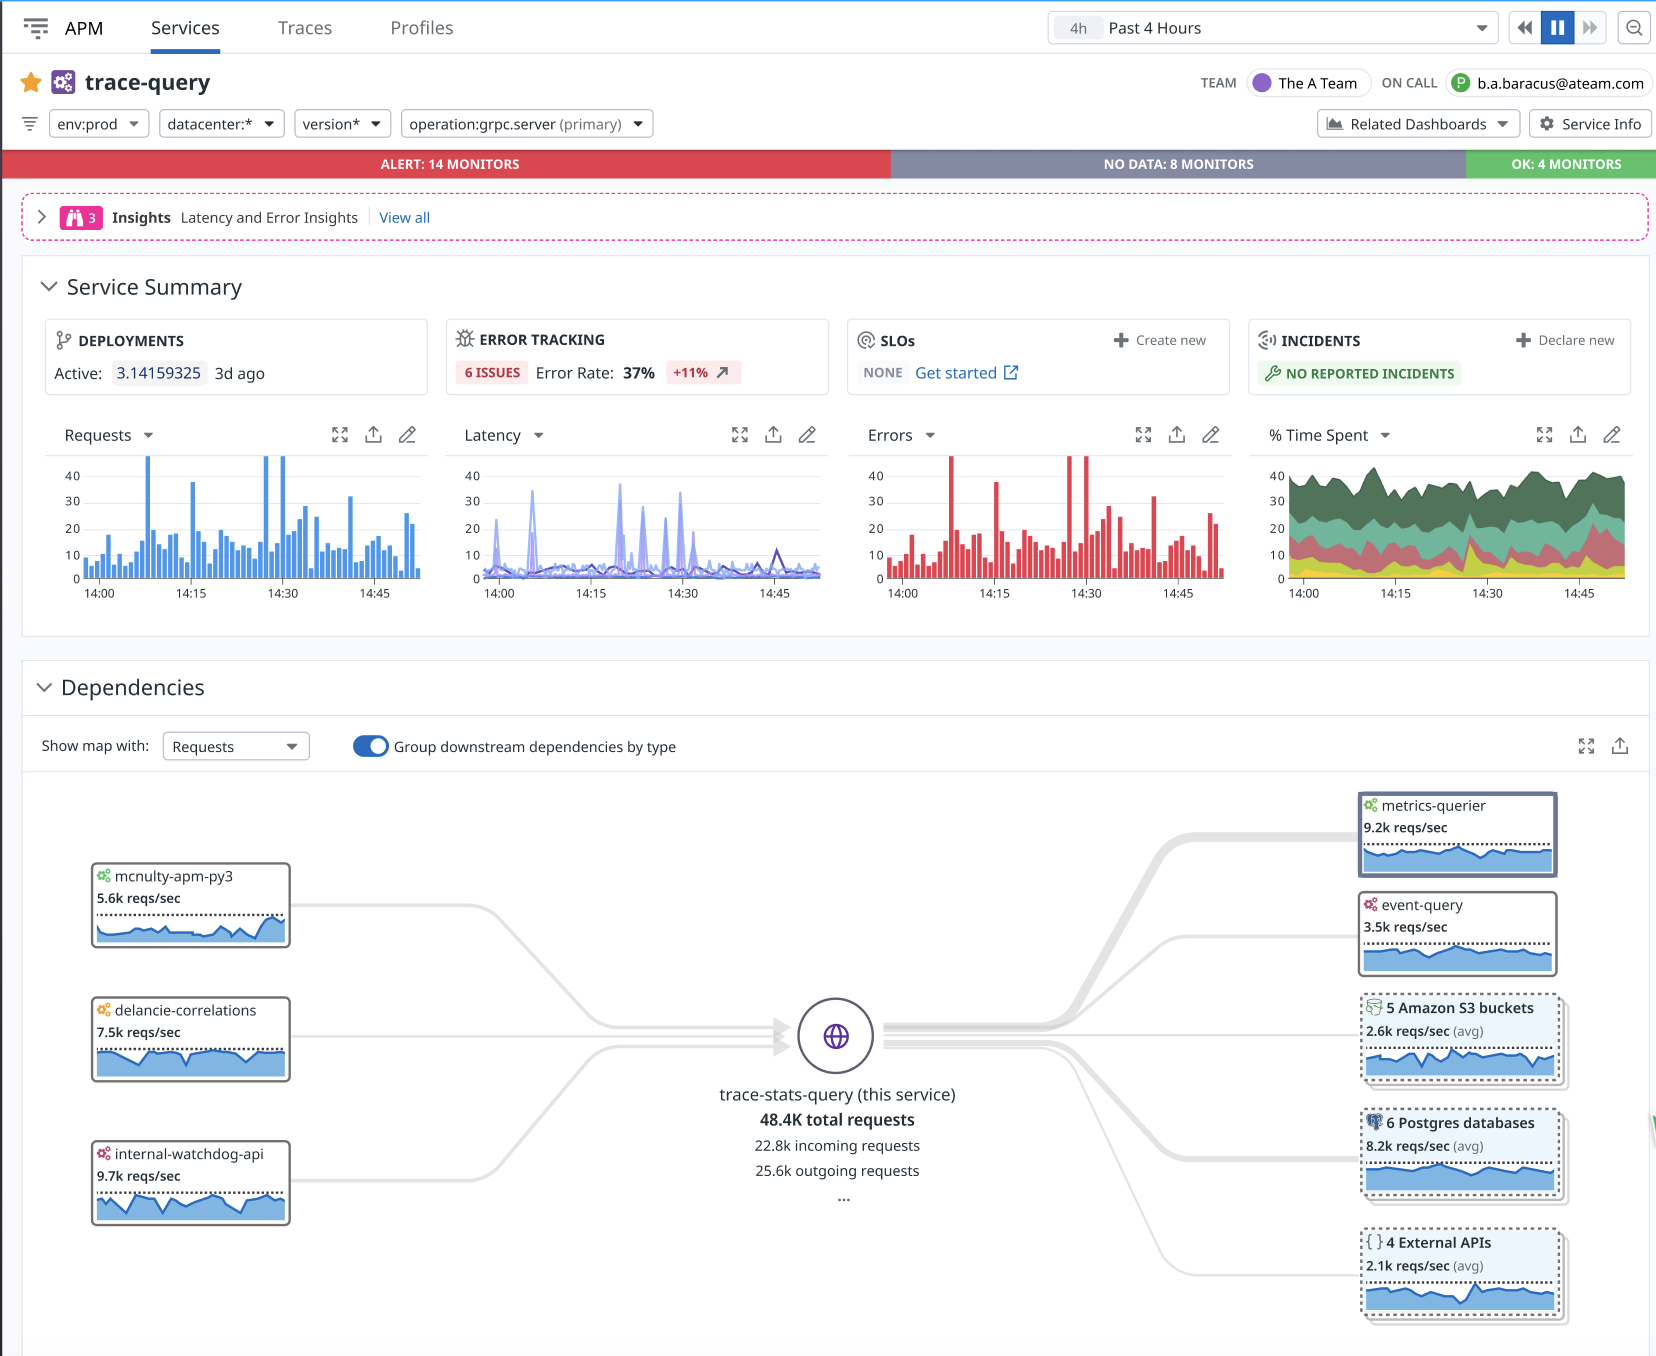 APM Services Traces Profiles 4h Past 4 Hours
trace-query TEAM The A Team ON CALL P b.a.baracus@ateam.com
env:prod datacenter:* version* operation:grpc.server (primary) Related Dashboards Service Info
ALERT: 14 MONITORS NO DATA: 8 MONITORS OK: 4 MONITORS
3 Insights Latency and Error Insights View all
Service Summary
DEPLOYMENTS
Active: 3.14159325 3d ago
ERROR TRACKING
6 ISSUES Error Rate: 37% +11%
SLOs Create new
NONE Get started
INCIDENTS Declare new
NO REPORTED INCIDENTS
Requests
40
30
20
10
0
14:00 14:15 14:30 14:45
Latency
40
30
20
10
0
14:00 14:15 14:30 14:45
Errors
40
30
20
10
0
14:00 14:15 14:30 14:45
% Time Spent
40
30
20
10
0
14:00 14:15 14:30 14:45
Dependencies
Show map with: Requests Group downstream dependencies by type
mcnulty-apm-py3
5.6k reqs/sec
delancie-correlations
7.5k reqs/sec
internal-watchdog-api
9.7k reqs/sec
trace-stats-query (this service)
48.4K total requests
22.8k incoming requests
25.6k outgoing requests
...
metrics-querier
9.2k reqs/sec
event-query
3.5k reqs/sec
5 Amazon S3 buckets
2.6k reqs/sec (avg)
6 Postgres databases
8.2k reqs/sec (avg)
{ } 4 External APIs
2.1k reqs/sec (avg)